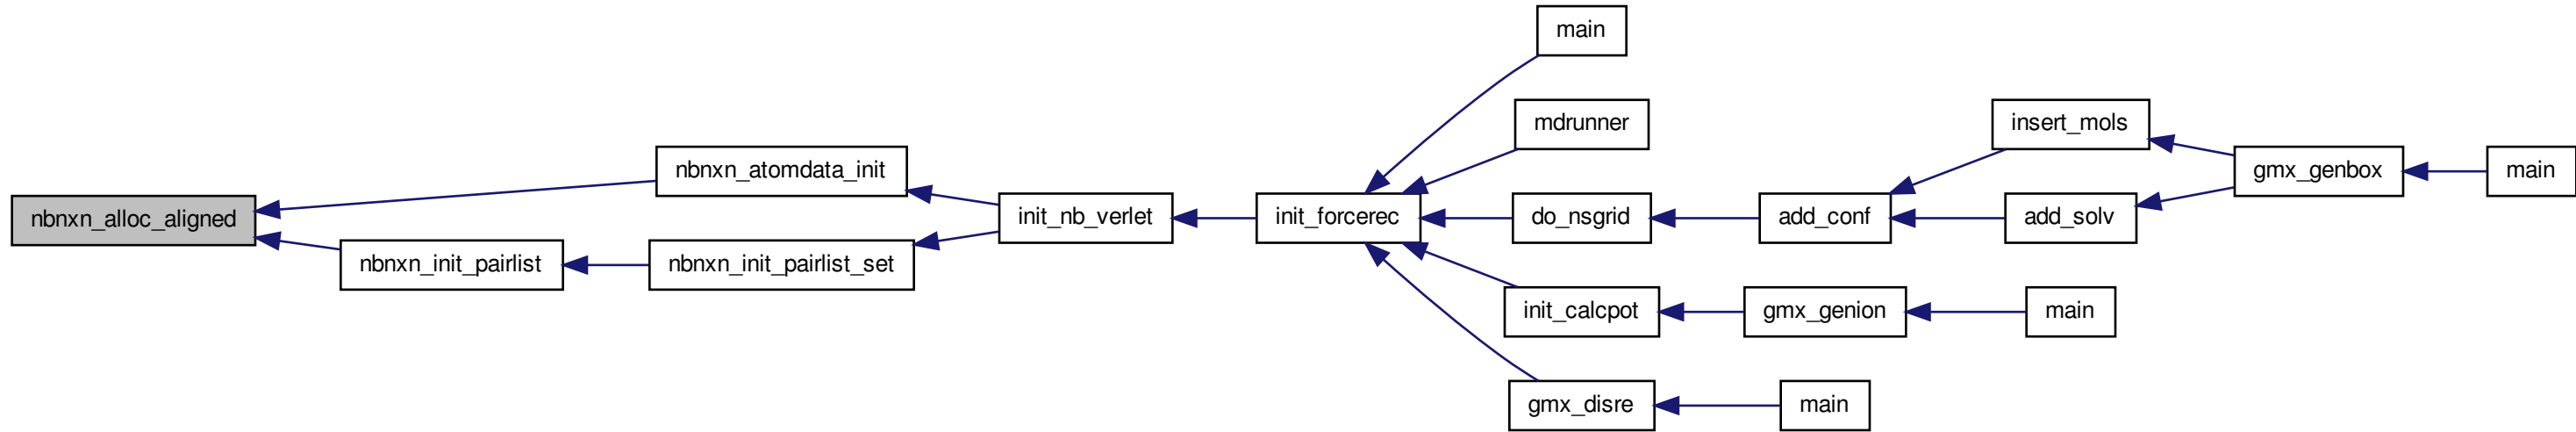 nbnxn_alloc_aligned
nbnxn_atomdata_init
nbnxn_init_pairlist
nbnxn_init_pairlist_set
init_nb_verlet
init_forcerec
main
mdrunner
do_nsgrid
init_calcpot
gmx_disre
add_conf
gmx_genion
main
insert_mols
add_solv
main
gmx_genbox
main